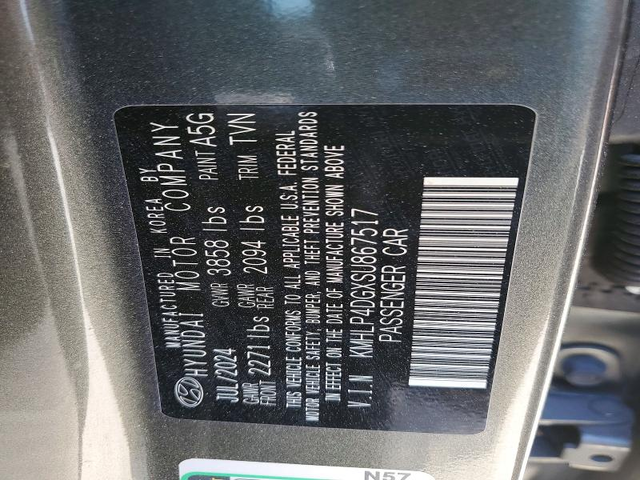 MANUFACTURED IN KOREA BY
HYUNDAI MOTOR COMPANY
JUL/2024 GVWR 3858 lbs PAINT A5G
GAWR FRONT 2271 lbs GAWR REAR 2094 lbs TRIM TVN
THIS VEHICLE CONFORMS TO ALL APPLICABLE U.S.A. FEDERAL
MOTOR VEHICLE SAFETY, BUMPER, AND THEFT PREVENTION STANDARDS
IN EFFECT ON THE DATE OF MANUFACTURE SHOWN ABOVE
V.I.N KMHLP4DGXSU867517
PASSENGER CAR
N57